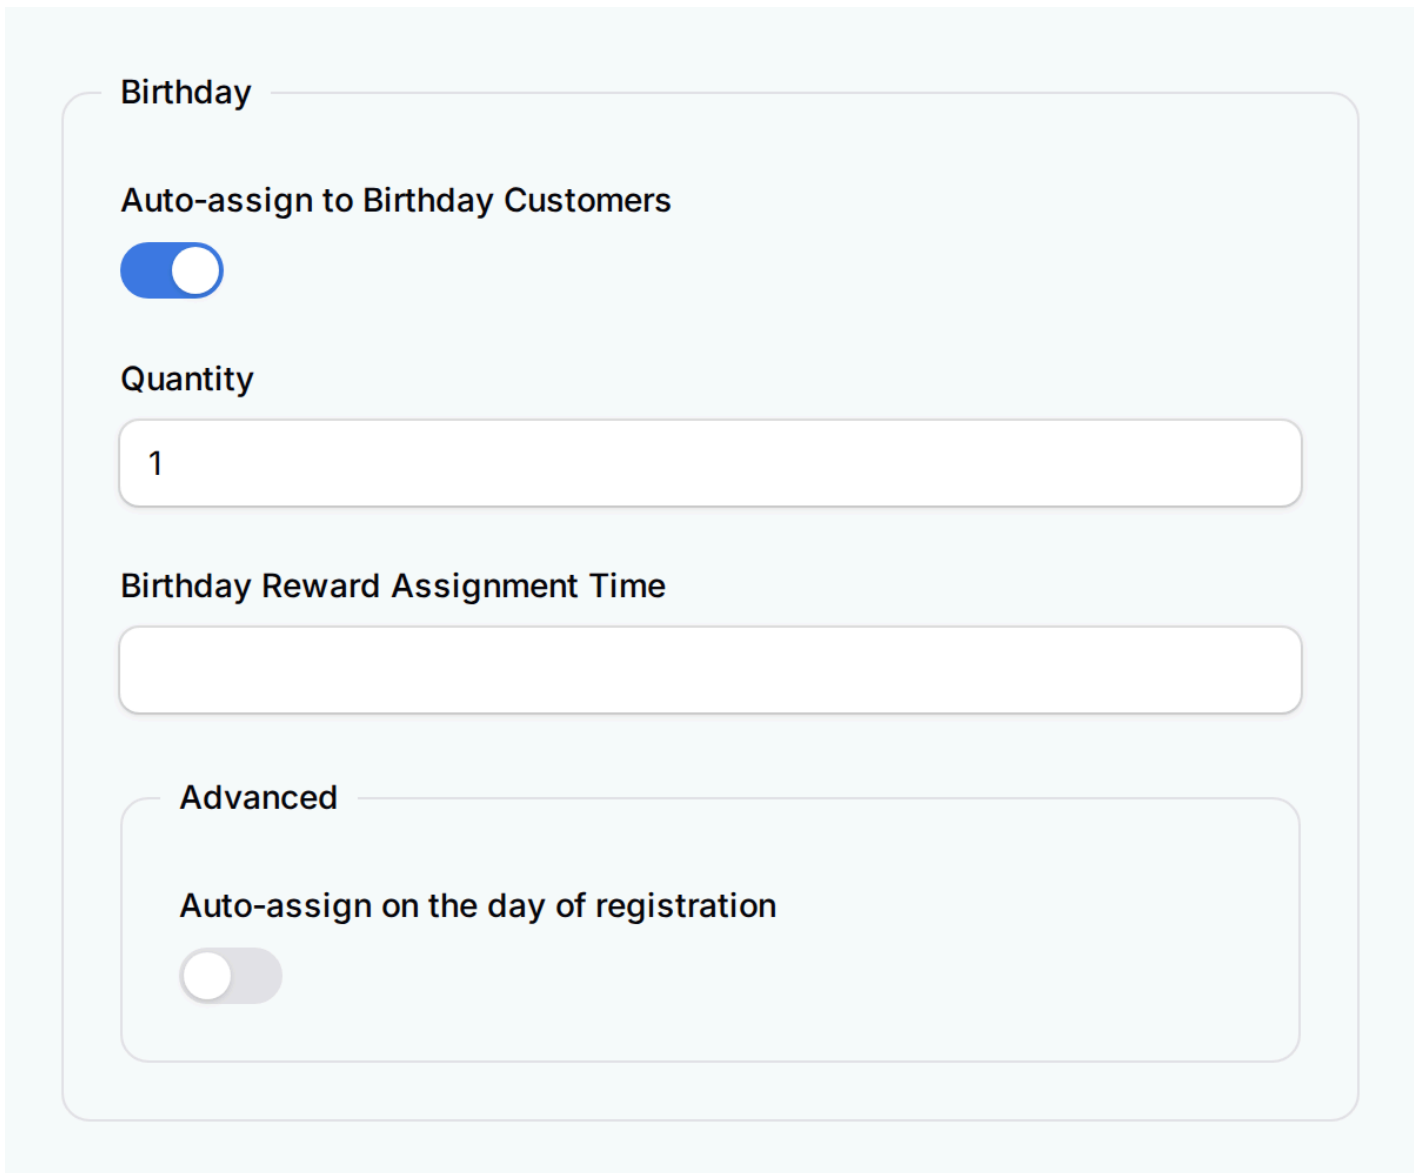 Birthday
Auto-assign to Birthday Customers
Quantity
1
Birthday Reward Assignment Time
Advanced
Auto-assign on the day of registration